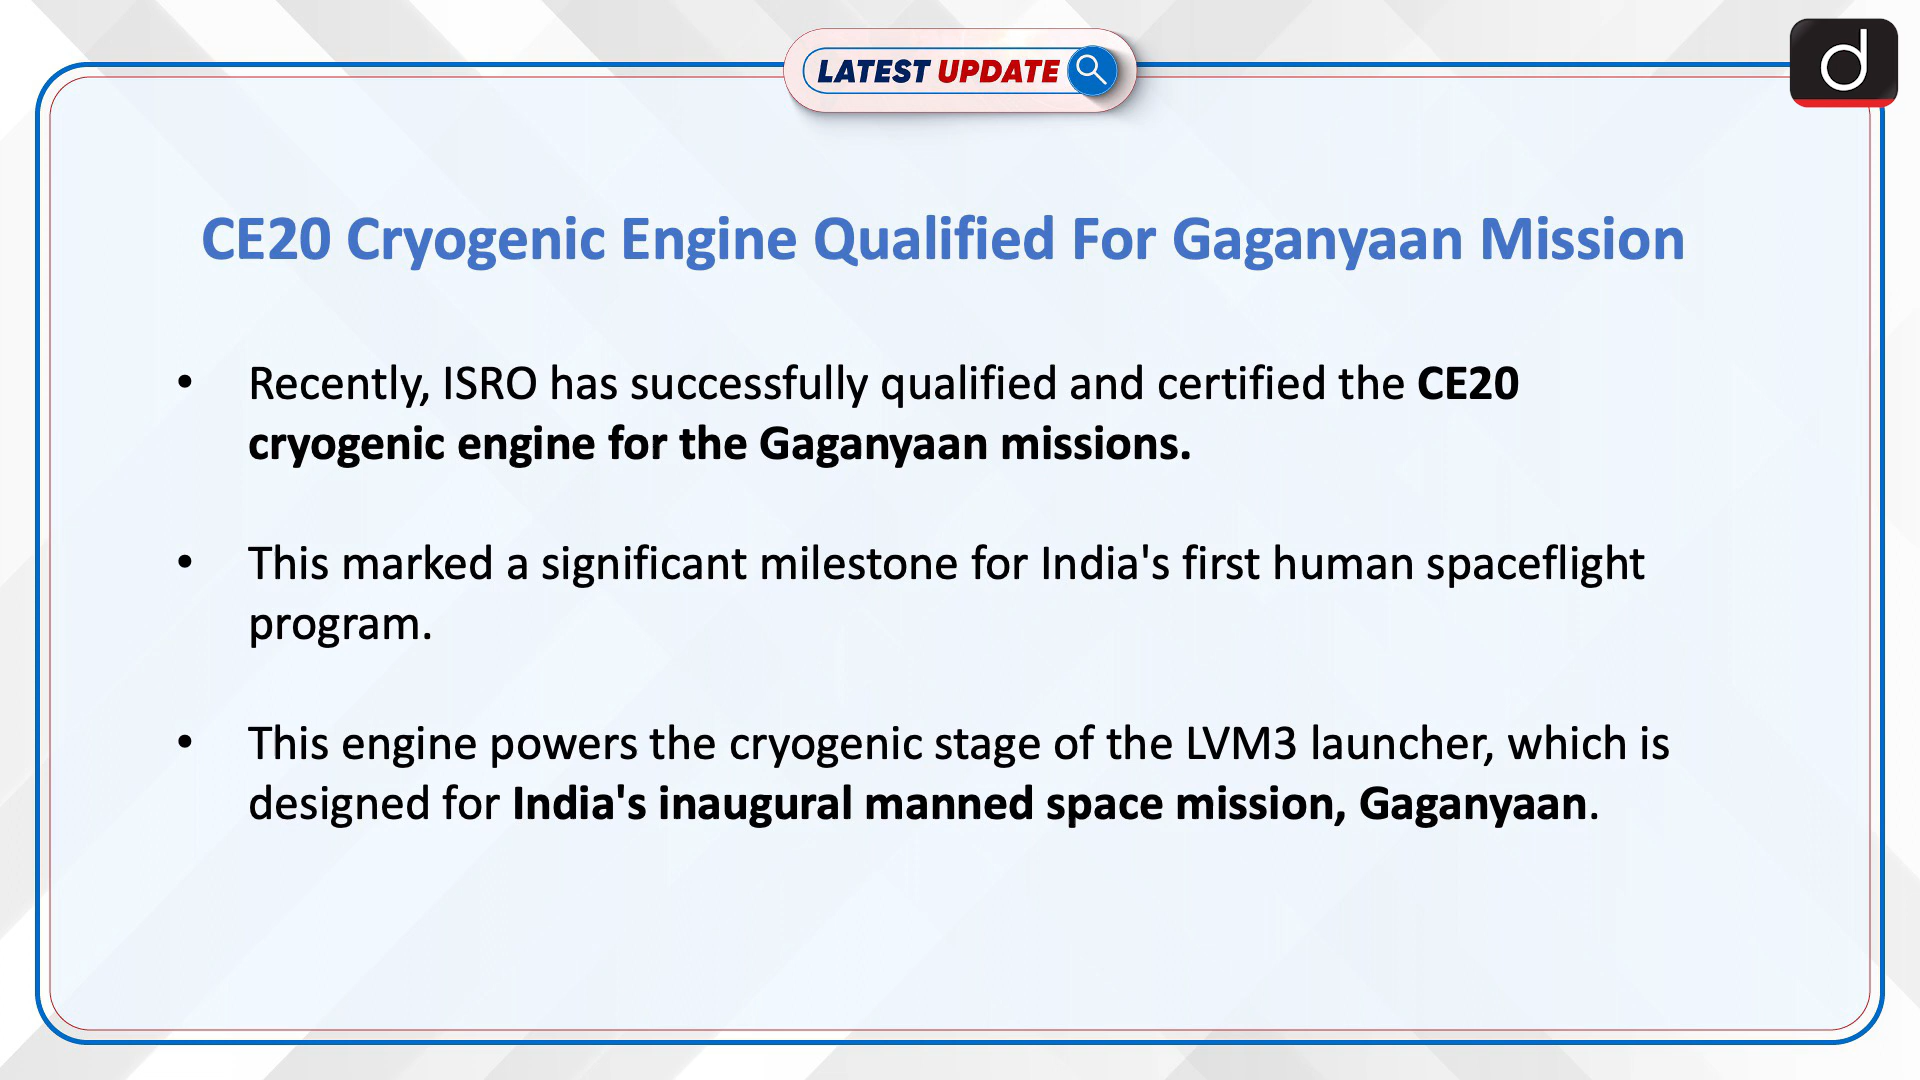 LATEST UPDATE
d
CE20 Cryogenic Engine Qualified For Gaganyaan Mission
• Recently, ISRO has successfully qualified and certified the CE20
cryogenic engine for the Gaganyaan missions.
• This marked a significant milestone for India's first human spaceflight
program.
• This engine powers the cryogenic stage of the LVM3 launcher, which is
designed for India's inaugural manned space mission, Gaganyaan.